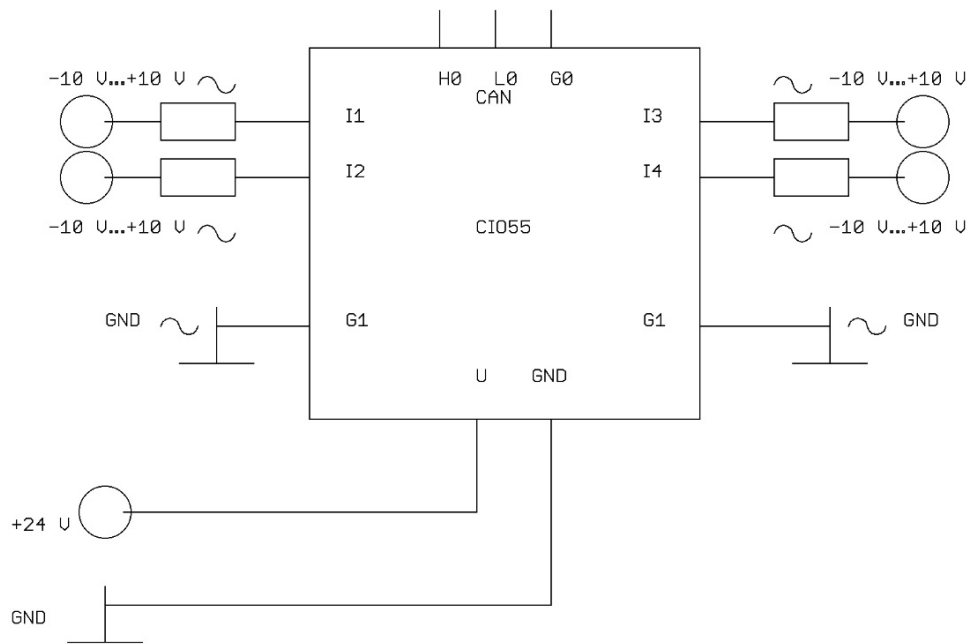 H0 L0 G0
CAN
-10 V...+10 V
-10 V...+10 V
I1
I3
I2
I4
-10 V...+10 V
CIO55
-10 V...+10 V
GND
G1
G1
GND
U GND
+24 V
GND